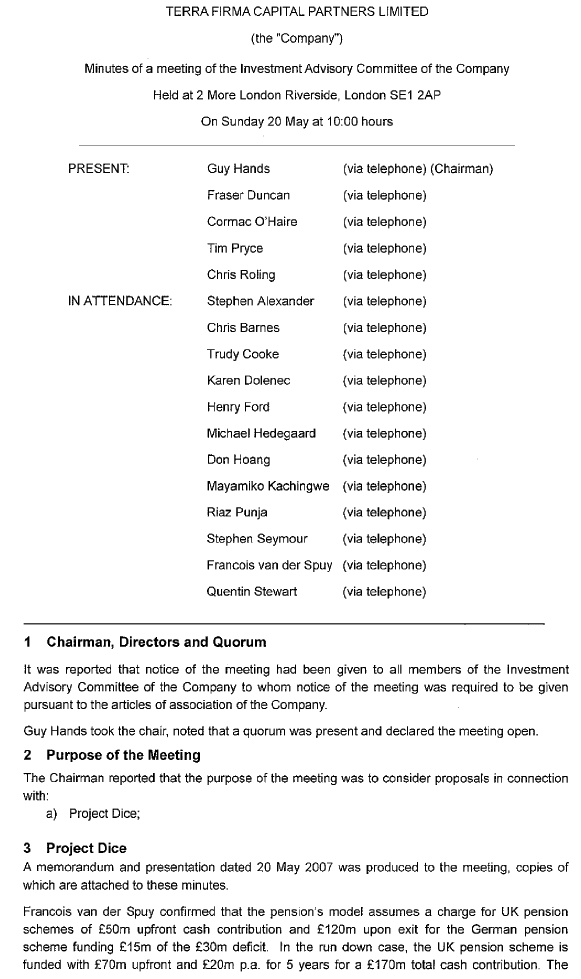 TERRA FIRMA CAPITAL PARTNERS LIMITED
(the "Company")
Minutes of a meeting of the Investment Advisory Committee of the Company
Held at 2 More London Riverside, London SE1 2AP
On Sunday 20 May at 10:00 hours
PRESENT: Guy Hands (via telephone) (Chairman)
Fraser Duncan (via telephone)
Cormac O'Haire (via telephone)
Tim Pryce (via telephone)
Chris Roling (via telephone)
IN ATTENDANCE: Stephen Alexander (via telephone)
Chris Barnes (via telephone)
Trudy Cooke (via telephone)
Karen Dolenec (via telephone)
Henry Ford (via telephone)
Michael Hedegaard (via telephone)
Don Hoang (via telephone)
Mayamiko Kachingwe (via telephone)
Riaz Punja (via telephone)
Stephen Seymour (via telephone)
Francois van der Spuy (via telephone)
Quentin Stewart (via telephone)
1 Chairman, Directors and Quorum
It was reported that notice of the meeting had been given to all members of the Investment
Advisory Committee of the Company to whom notice of the meeting was required to be given
pursuant to the articles of association of the Company.
Guy Hands took the chair, noted that a quorum was present and declared the meeting open.
2 Purpose of the Meeting
The Chairman reported that the purpose of the meeting was to consider proposals in connection
with:
a) Project Dice;
3 Project Dice
A memorandum and presentation dated 20 May 2007 was produced to the meeting, copies of
which are attached to these minutes.
Francois van der Spuy confirmed that the pension's model assumes a charge for UK pension
schemes of £50m upfront cash contribution and £120m upon exit for the German pension
scheme funding £15m of the £30m deficit. In the run down case, the UK pension scheme is
funded with £70m upfront and £20m p.a. for 5 years for a £170m total cash contribution. The